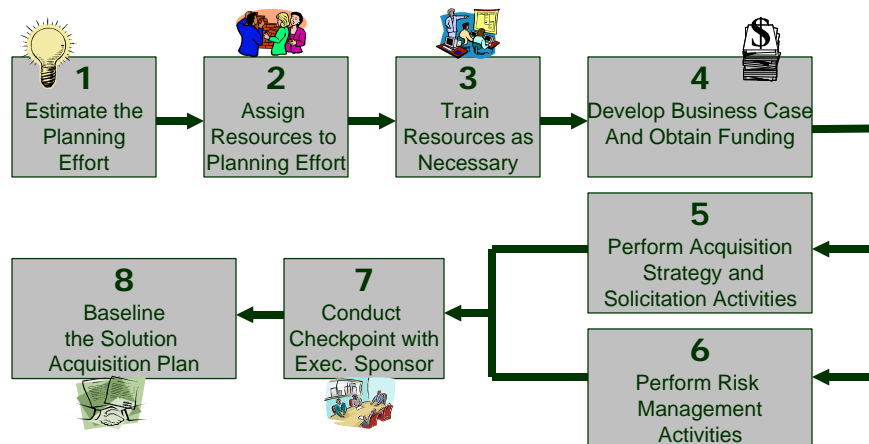 1
Estimate the
Planning
Effort
2
Assign
Resources to
Planning Effort
3
Train
Resources as
Necessary
4
Develop Business Case
And Obtain Funding
$
5
Perform Acquisition
Strategy and
Solicitation Activities
6
Perform Risk
Management
Activities
7
Conduct
Checkpoint with
Exec. Sponsor
8
Baseline
the Solution
Acquisition Plan